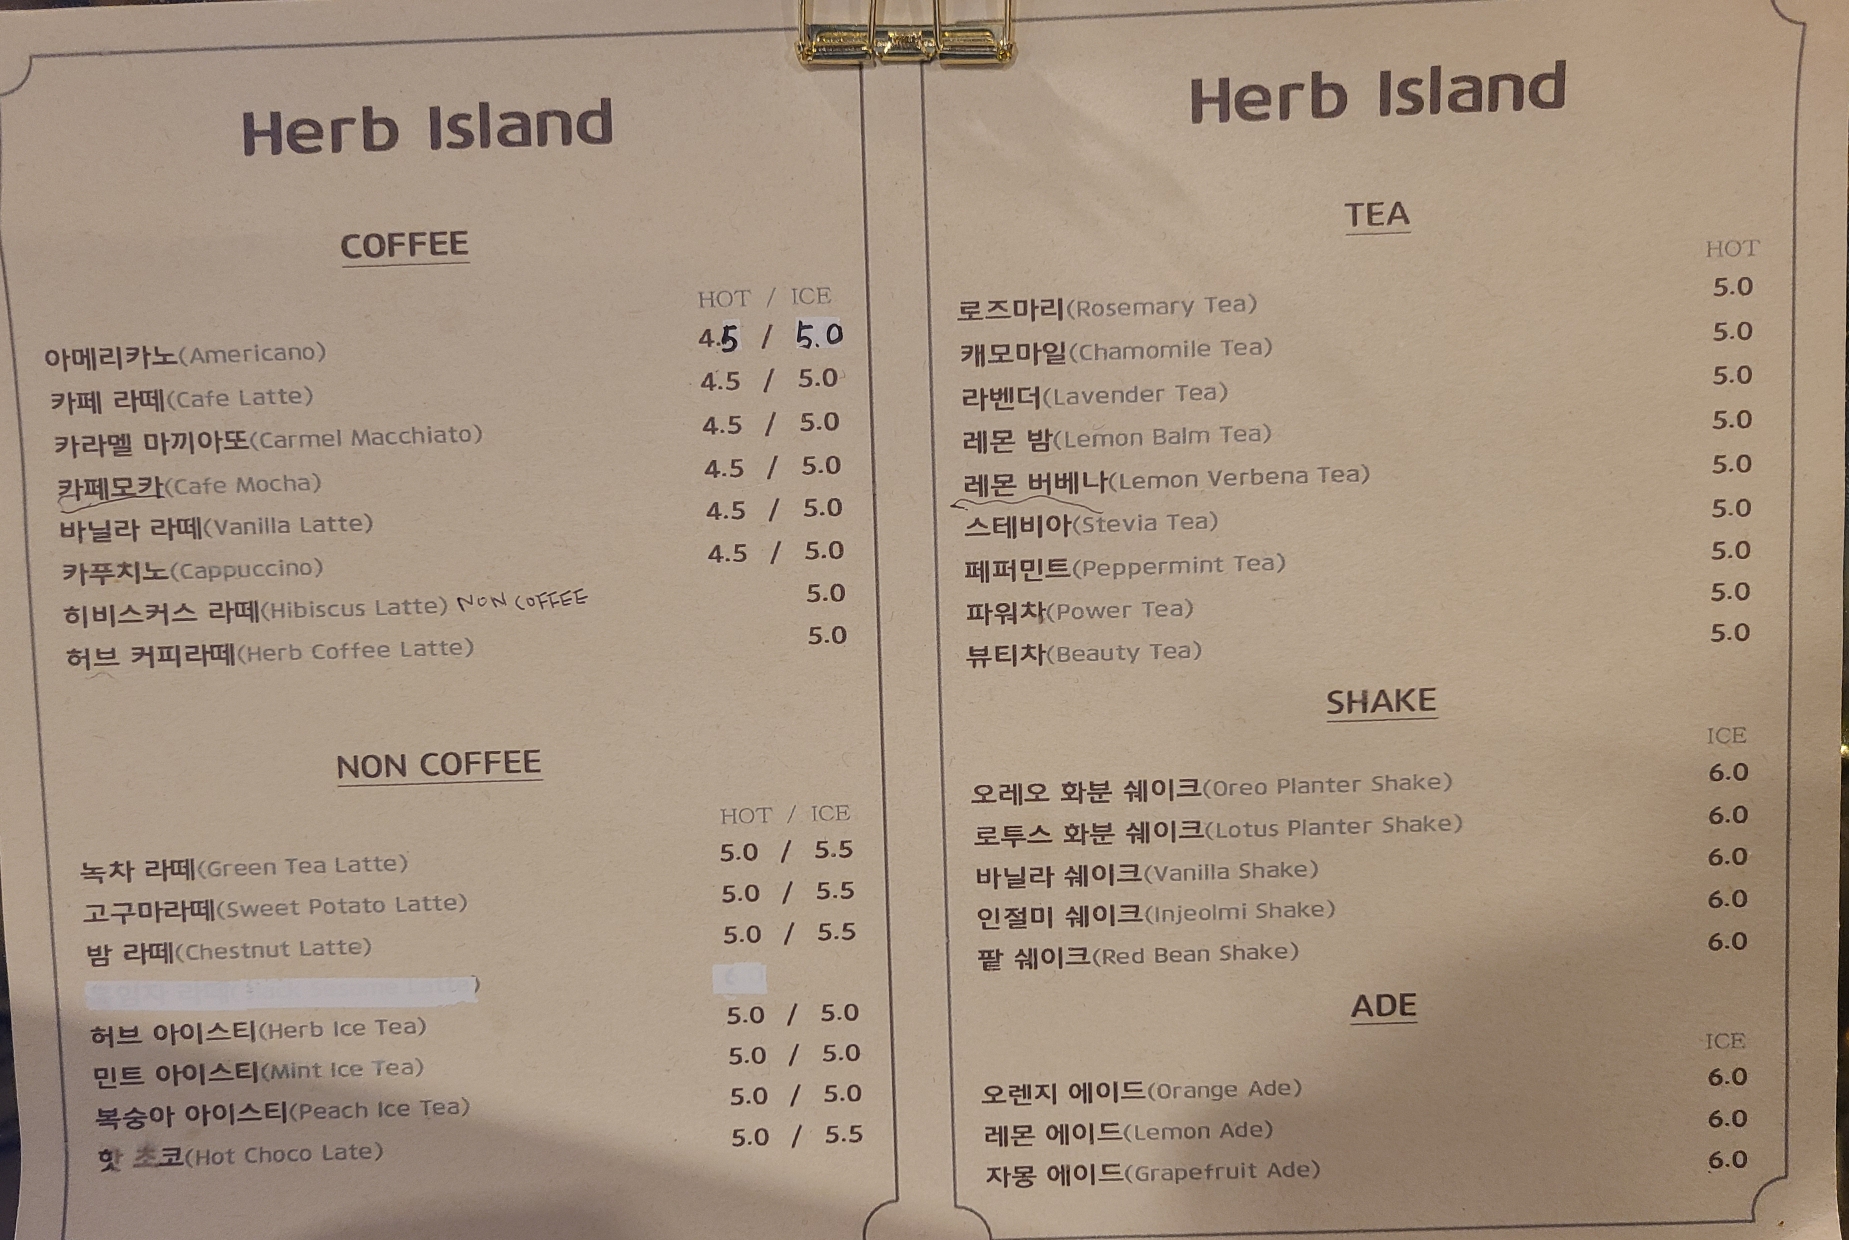 Herb Island
COFFEE
HOT / ICE
아메리카노(Americano) 4.5 / 5.0
카페 라떼(Cafe Latte) 4.5 / 5.0
카라멜 마끼아또(Carmel Macchiato) 4.5 / 5.0
카페모카(Cafe Mocha) 4.5 / 5.0
바닐라 라떼(Vanilla Latte) 4.5 / 5.0
카푸치노(Cappuccino) 4.5 / 5.0
히비스커스 라떼(Hibiscus Latte) NON COFFEE 5.0
허브 커피라떼(Herb Coffee Latte) 5.0
NON COFFEE
HOT / ICE
녹차 라떼(Green Tea Latte) 5.0 / 5.5
고구마라떼(Sweet Potato Latte) 5.0 / 5.5
밤 라떼(Chestnut Latte) 5.0 / 5.5
허브 아이스티(Herb Ice Tea) 5.0 / 5.0
민트 아이스티(Mint Ice Tea) 5.0 / 5.0
복숭아 아이스티(Peach Ice Tea) 5.0 / 5.0
핫 초코(Hot Choco Late) 5.0 / 5.5
Herb Island
TEA
HOT
로즈마리(Rosemary Tea) 5.0
캐모마일(Chamomile Tea) 5.0
라벤더(Lavender Tea) 5.0
레몬 밤(Lemon Balm Tea) 5.0
레몬 버베나(Lemon Verbena Tea) 5.0
스테비아(Stevia Tea) 5.0
페퍼민트(Peppermint Tea) 5.0
파워차(Power Tea) 5.0
뷰티차(Beauty Tea) 5.0
SHAKE
ICE
오레오 화분 쉐이크(Oreo Planter Shake) 6.0
로투스 화분 쉐이크(Lotus Planter Shake) 6.0
바닐라 쉐이크(Vanilla Shake) 6.0
인절미 쉐이크(Injeolmi Shake) 6.0
팥 쉐이크(Red Bean Shake) 6.0
ADE
ICE
오렌지 에이드(Orange Ade) 6.0
레몬 에이드(Lemon Ade) 6.0
자몽 에이드(Grapefruit Ade) 6.0